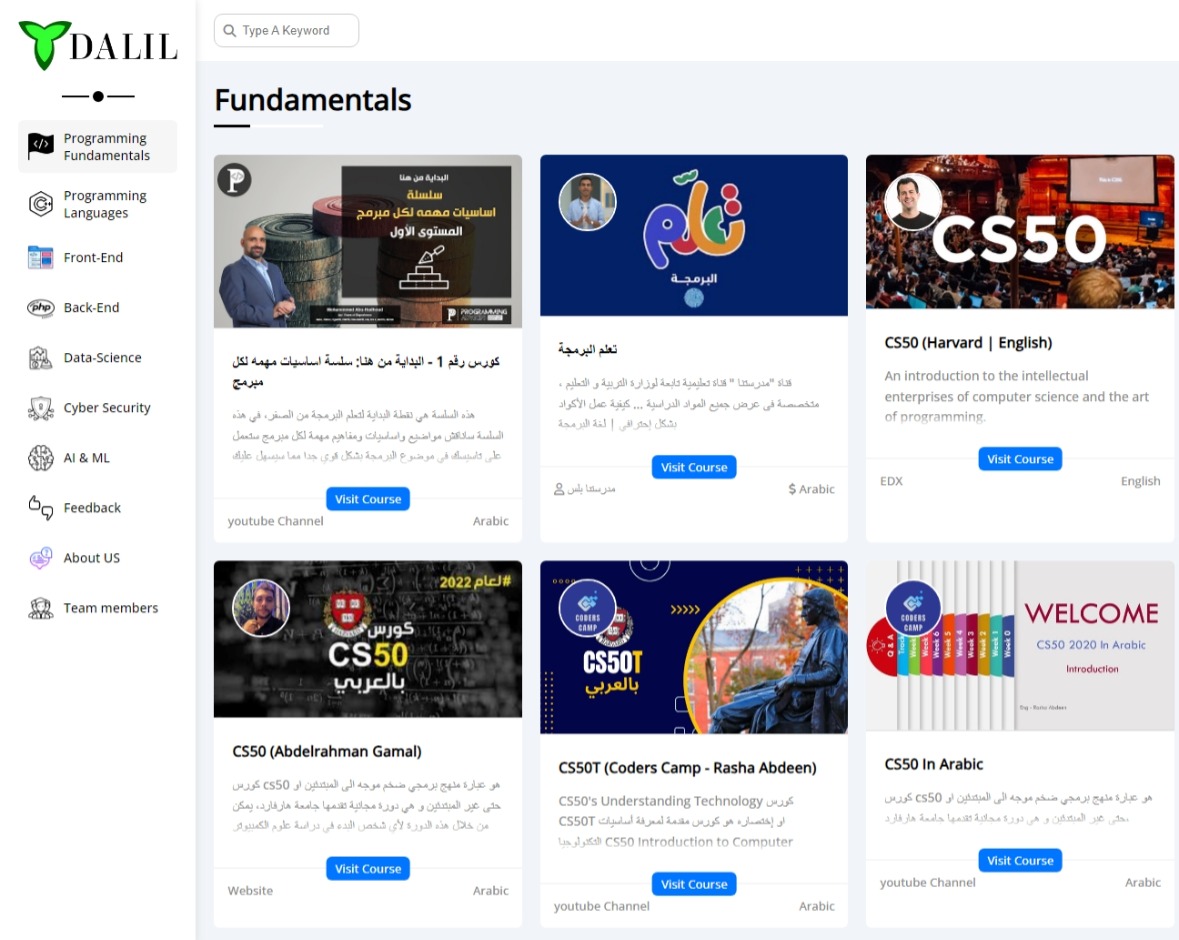 DALIL
Type A Keyword
Programming
Fundamentals
Programming
Languages
Front-End
php
Back-End
Data-Science
Cyber Security
AI & ML
Feedback
About US
Team members
Fundamentals
البداية من هنا
سلسلة
اساسيات مهمه لكل مبرمج
المستوى الأول
PROGRAMMING
كورس رقم 1 - البداية من هنا: سلسة اساسيات مهمه لكل
مبرمج
هذه السلسة هي نقطة البداية لتعلم البرمجة من الصفر، في هذه
السلسة سأناقش مواضيع واساسيات ومفاهيم مهمة لكل مبرمج ستعمل
على تأسيسك في موضوع البرمجة بشكل قوي جدا مما سيسهل عليك
Visit Course
youtube Channel
Arabic
تعلم
البرمجة
تعلم البرمجة
قناة "مدرستنا " قناة تعليمية تابعة لوزارة التربية و التعليم ،
متخصصة فى عرض جميع المواد الدراسية ... كيفية عمل الأكواد
بشكل إحترافي | لغة البرمجة
Visit Course
مدرستنا بلس
$ Arabic
CS50
CS50 (Harvard | English)
An introduction to the intellectual
enterprises of computer science and the art
of programming.
Visit Course
EDX
English
#لعام 2022
كورس
CS50
بالعربي
CS50 (Abdelrahman Gamal)
هو عبارة منهج برمجي ضخم موجه الى المبتدئين او cs50 كورس
حتى غير المبتدئين و هي دورة مجانية تقدمها جامعة هارفارد، يمكن
من خلال هذه الدورة لأي شخص البدء في دراسة علوم الكمبيوتر
Visit Course
Website
Arabic
CODERS
CAMP
CS50T
بالعربي
CS50T (Coders Camp - Rasha Abdeen)
CS50's Understanding Technology كورس
او إختصاره هو كورس مقدمة لمعرفة أساسيات CS50T
التكنولوجيا CS50 Introduction to Computer
Visit Course
youtube Channel
Arabic
CODERS
CAMP
Q & A
Week 6
Week 5
Week 4
Week 3
Week 2
Week 1
Week 0
WELCOME
CS50 2020 In Arabic
Introduction
Eng - Rasha Abdeen
CS50 In Arabic
هو عبارة منهج برمجي ضخم موجه الى المبتدئين او cs50 كورس
حتى غير المبتدئين و هي دورة مجانية تقدمها جامعة هارفارد،
Visit Course
youtube Channel
Arabic